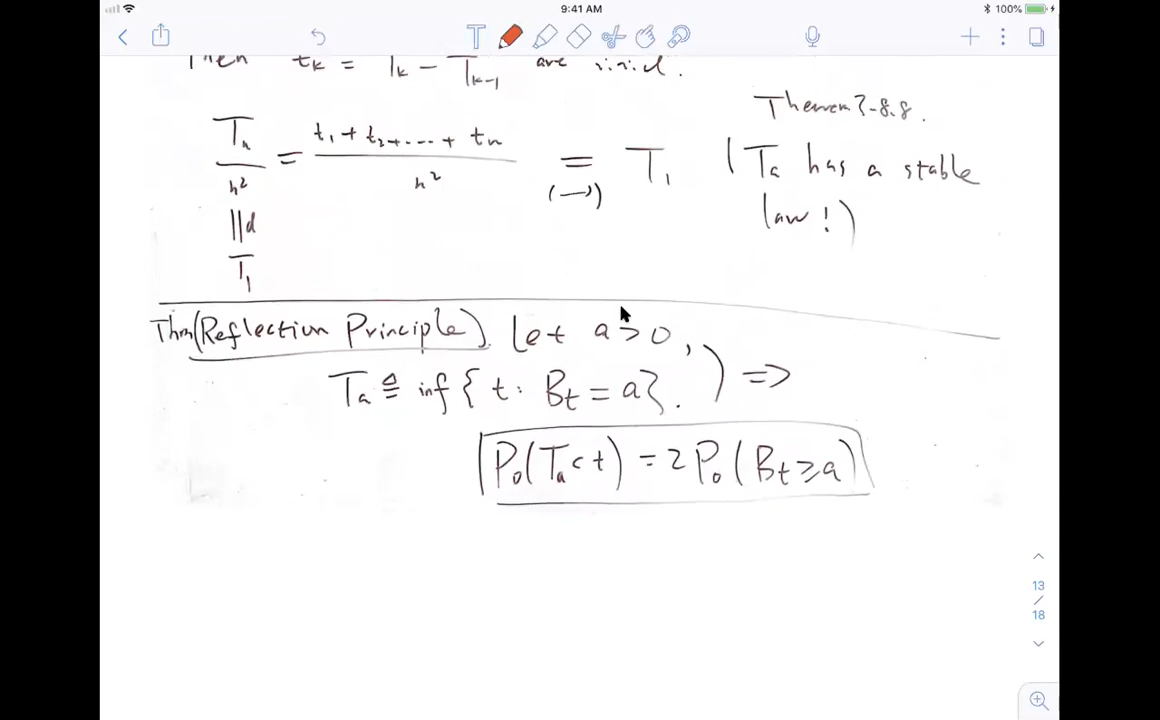 9:41 AM
100%
Then t_k = T_k − T_{k−1} are i.i.d.
Theorem 7.8.8.
T_n/n² = (t_1 + t_2 + ... + t_n)/n² = T_1 (T_a has a stable
(→)
law!)
||d
T_1
Thm (Reflection Principle). Let a > 0,
T_a ≜ inf { t : B_t = a }. ) ⇒
P_0(T_a < t) = 2 P_0(B_t ≥ a)
13
/
18